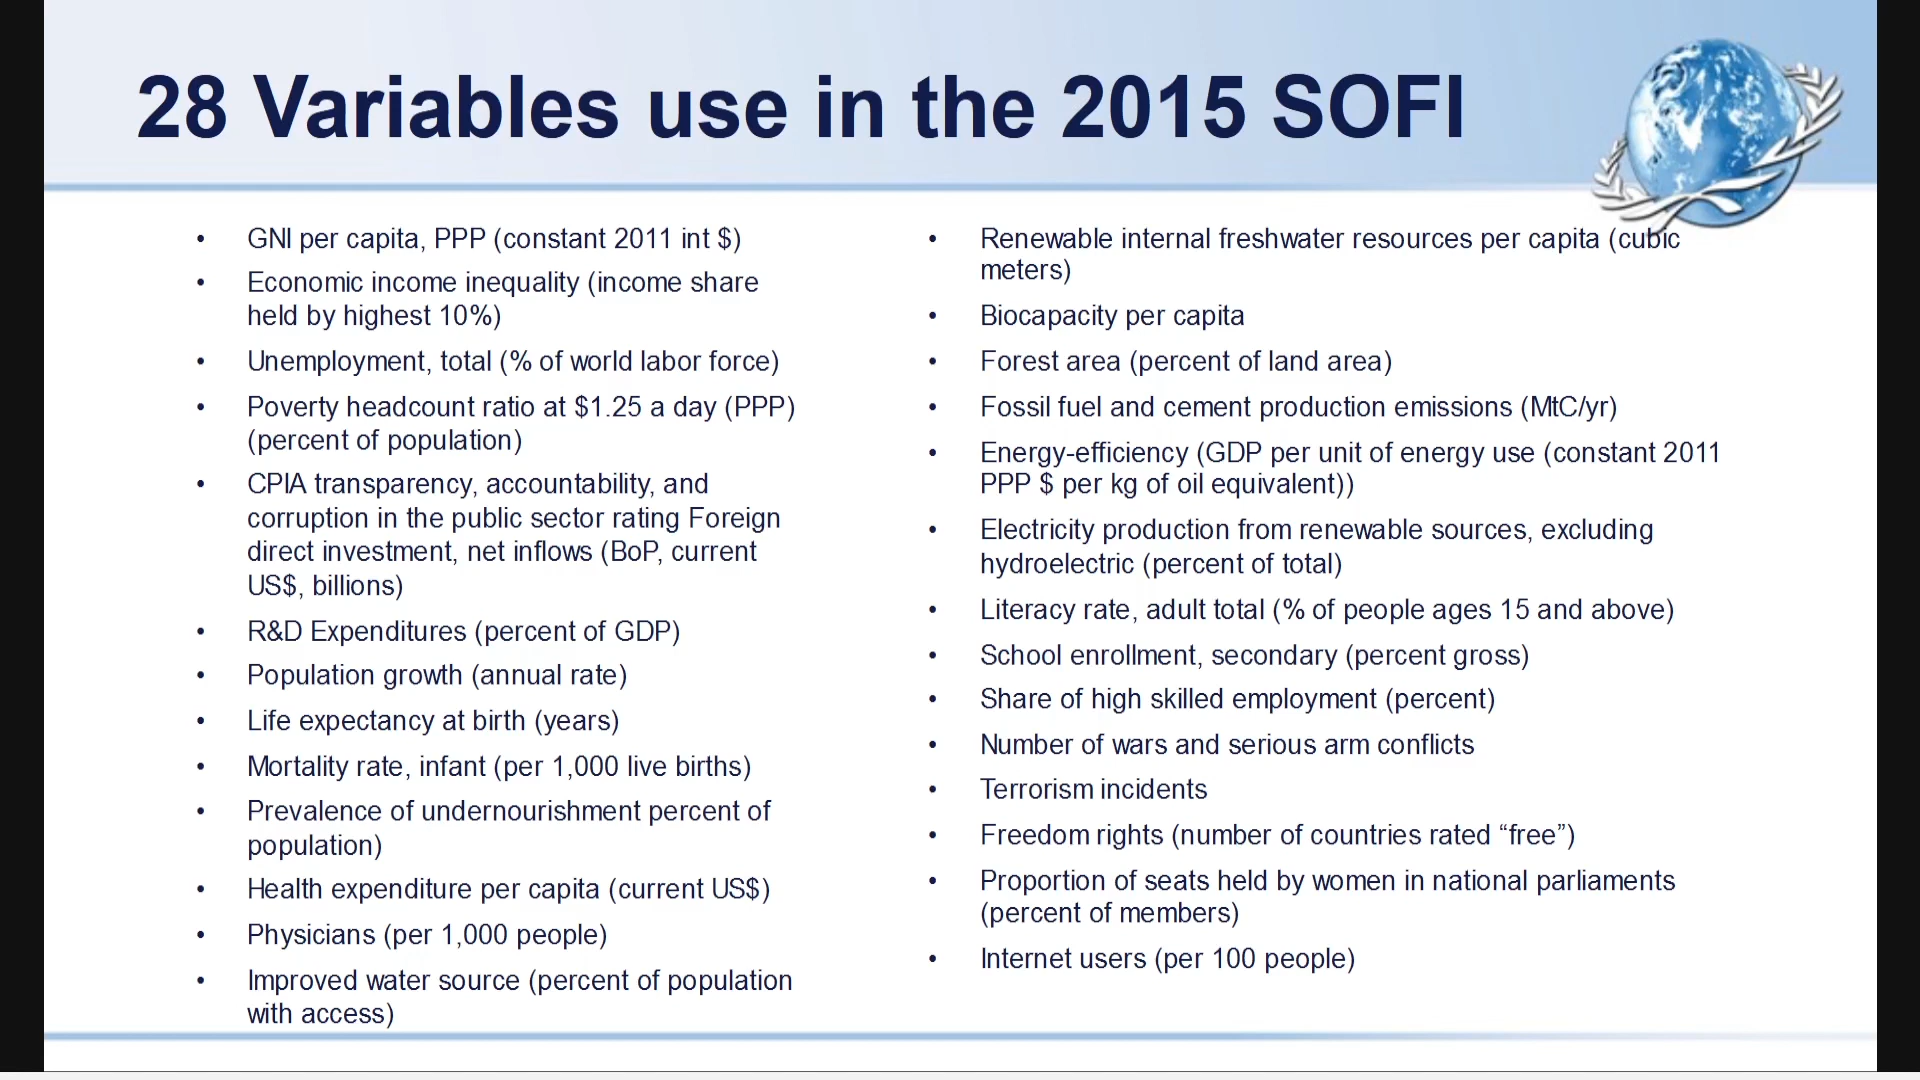 28 Variables use in the 2015 SOFI
• GNI per capita, PPP (constant 2011 int $)
• Economic income inequality (income share
held by highest 10%)
• Unemployment, total (% of world labor force)
• Poverty headcount ratio at $1.25 a day (PPP)
(percent of population)
• CPIA transparency, accountability, and
corruption in the public sector rating Foreign
direct investment, net inflows (BoP, current
US$, billions)
• R&D Expenditures (percent of GDP)
• Population growth (annual rate)
• Life expectancy at birth (years)
• Mortality rate, infant (per 1,000 live births)
• Prevalence of undernourishment percent of
population)
• Health expenditure per capita (current US$)
• Physicians (per 1,000 people)
• Improved water source (percent of population
with access)
• Renewable internal freshwater resources per capita (cubic
meters)
• Biocapacity per capita
• Forest area (percent of land area)
• Fossil fuel and cement production emissions (MtC/yr)
• Energy-efficiency (GDP per unit of energy use (constant 2011
PPP $ per kg of oil equivalent))
• Electricity production from renewable sources, excluding
hydroelectric (percent of total)
• Literacy rate, adult total (% of people ages 15 and above)
• School enrollment, secondary (percent gross)
• Share of high skilled employment (percent)
• Number of wars and serious arm conflicts
• Terrorism incidents
• Freedom rights (number of countries rated “free”)
• Proportion of seats held by women in national parliaments
(percent of members)
• Internet users (per 100 people)